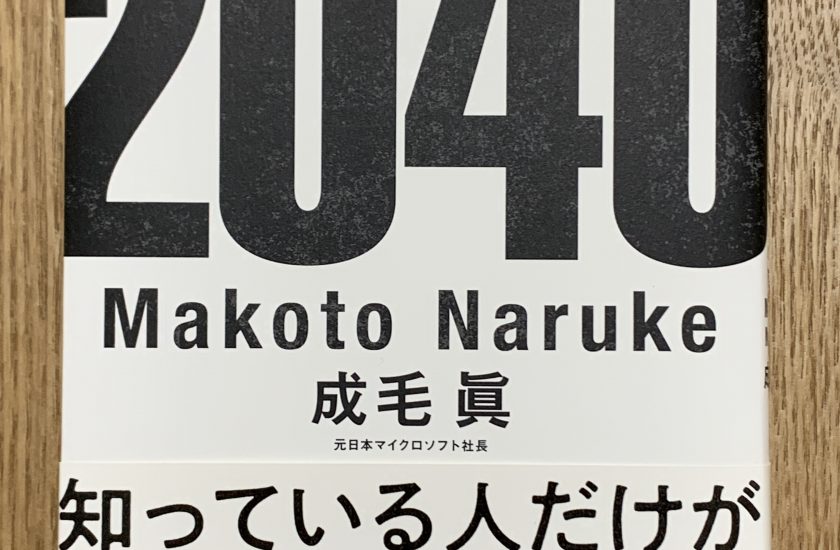 2040
Makoto Naruke
成毛 眞
元日本マイクロソフト社長
知っている人だけが